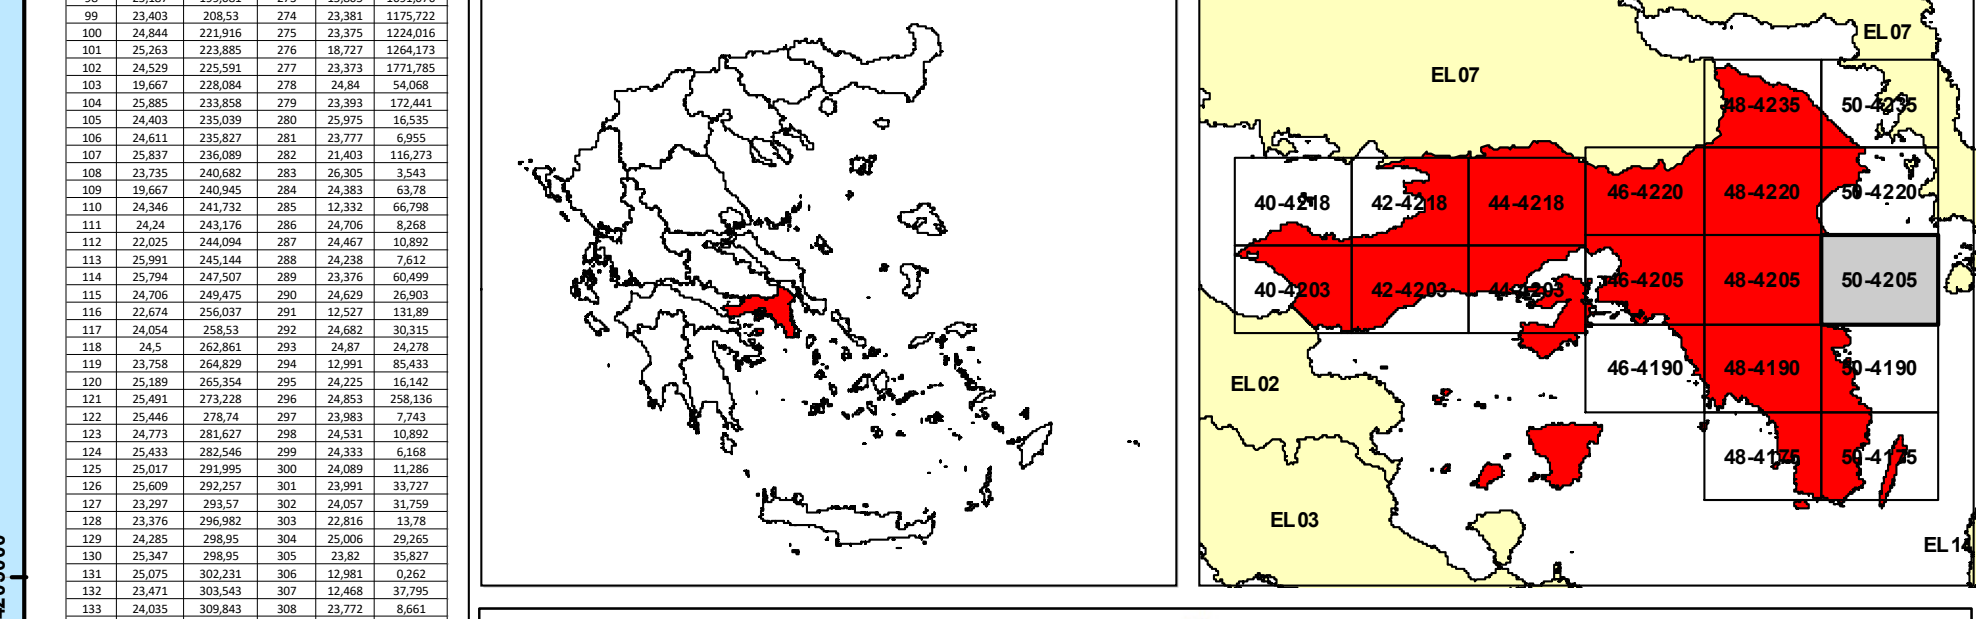 99 23,403 208,53 274 23,381 1175,722
100 24,844 221,916 275 23,375 1224,016
101 25,263 223,885 276 18,727 1264,173
102 24,529 225,591 277 23,373 1771,785
103 19,667 228,084 278 24,84 54,068
104 25,885 233,858 279 23,393 172,441
105 24,403 235,039 280 25,975 16,535
106 24,611 235,827 281 23,777 6,955
107 25,837 236,089 282 21,403 116,273
108 23,735 240,682 283 26,305 3,543
109 19,667 240,945 284 24,383 63,78
110 24,346 241,732 285 12,332 66,798
111 24,24 243,176 286 24,706 8,268
112 22,025 244,094 287 24,467 10,892
113 25,991 245,144 288 24,238 7,612
114 25,794 247,507 289 23,376 60,499
115 24,706 249,475 290 24,629 26,903
116 22,674 256,037 291 12,527 131,89
117 24,054 258,53 292 24,682 30,315
118 24,5 262,861 293 24,87 24,278
119 23,758 264,829 294 12,991 85,433
120 25,189 265,354 295 24,225 16,142
121 25,491 273,228 296 24,853 258,136
122 25,446 278,74 297 23,983 7,743
123 24,773 281,627 298 24,531 10,892
124 25,433 282,546 299 24,333 6,168
125 25,017 291,995 300 24,089 11,286
126 25,609 292,257 301 23,991 33,727
127 23,297 293,57 302 24,057 31,759
128 23,376 296,982 303 22,816 13,78
129 24,285 298,95 304 25,006 29,265
130 25,347 298,95 305 23,82 35,827
131 25,075 302,231 306 12,981 0,262
132 23,471 303,543 307 12,468 37,795
133 24,035 309,843 308 23,772 8,661
EL07
EL07
48-4235 50-4235
40-4218 42-4218 44-4218 46-4220 48-4220 50-4220
40-4203 42-4203 44-4203 46-4205 48-4205 50-4205
46-4190 48-4190 50-4190
EL02
48-4175 50-4175
EL03